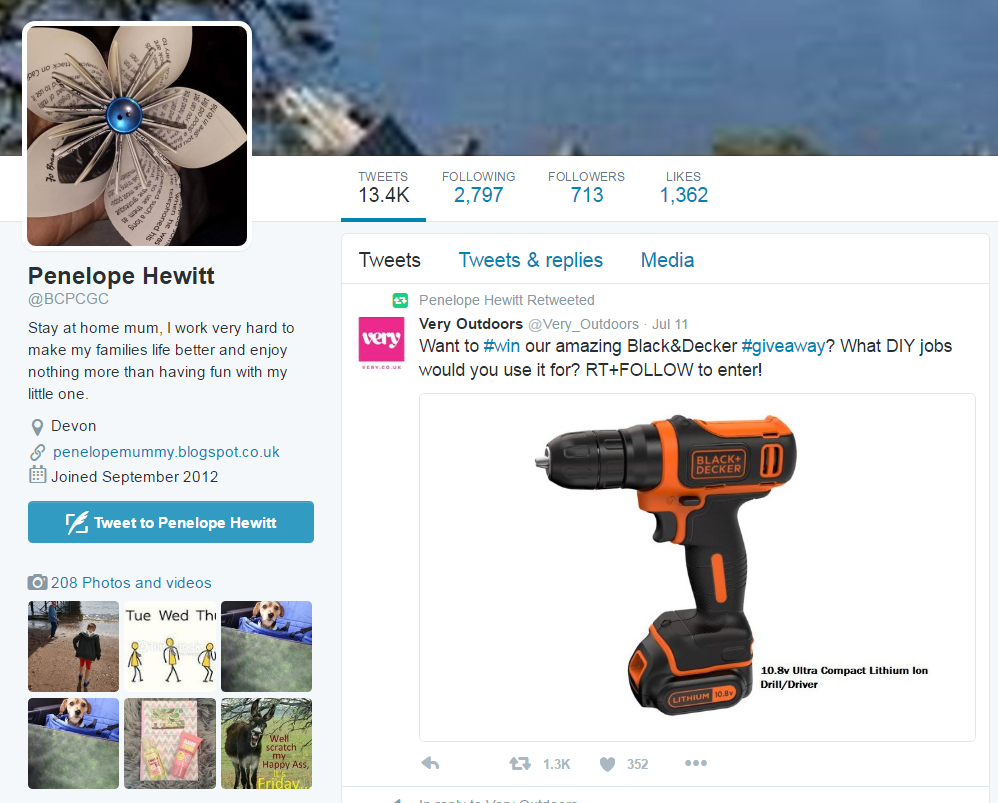 TWEETS
13.4K
FOLLOWING
2,797
FOLLOWERS
713
LIKES
1,362
Penelope Hewitt
@BCPCGC
Stay at home mum, I work very hard to
make my families life better and enjoy
nothing more than having fun with my
little one.
Devon
penelopemummy.blogspot.co.uk
Joined September 2012
Tweet to Penelope Hewitt
208 Photos and videos
Tue Wed Thu
Well
scratch
my
Happy Ass,
it's
Friday...
Tweets
Tweets & replies
Media
Penelope Hewitt Retweeted
very
VERY.CO.UK
Very Outdoors @Very_Outdoors · Jul 11
Want to #win our amazing Black&Decker #giveaway? What DIY jobs
would you use it for? RT+FOLLOW to enter!
BLACK+
DECKER
LITHIUM 10.8v
10.8v Ultra Compact Lithium Ion
Drill/Driver
1.3K
352
In reply to Very Outdoors